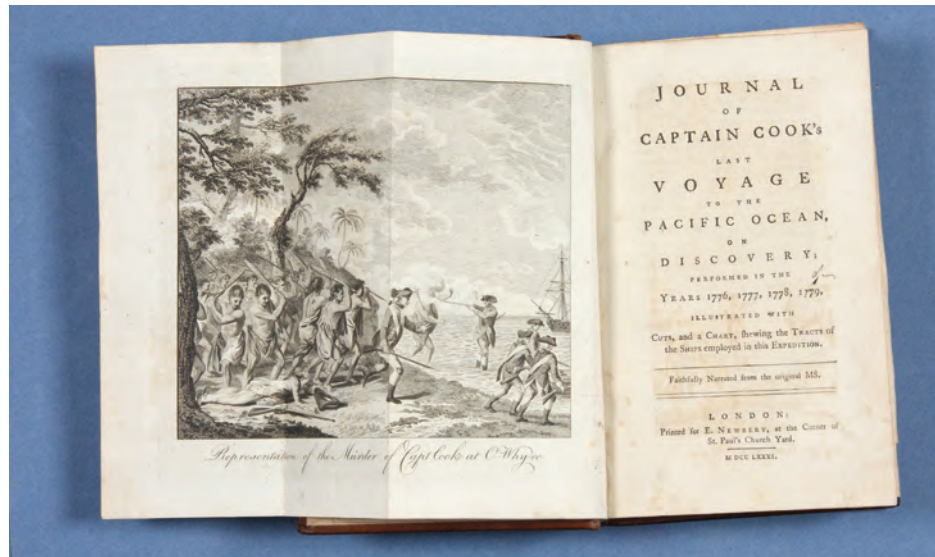 Representation of the Murder of Capt Cook at O-Why-ee
JOURNAL
OF
CAPTAIN COOK's
LAST
VOYAGE
TO THE
PACIFIC OCEAN,
ON
DISCOVERY;
PERFORMED IN THE
YEARS 1776, 1777, 1778, 1779,
ILLUSTRATED WITH
CUTS, and a CHART, shewing the TRACTS of
the SHIPS employed in this EXPEDITION.
Faithfully Narrated from the original MS.
LONDON:
Printed for E. NEWBERY, at the Corner of
St. Paul's Church Yard.
M DCC LXXXI.